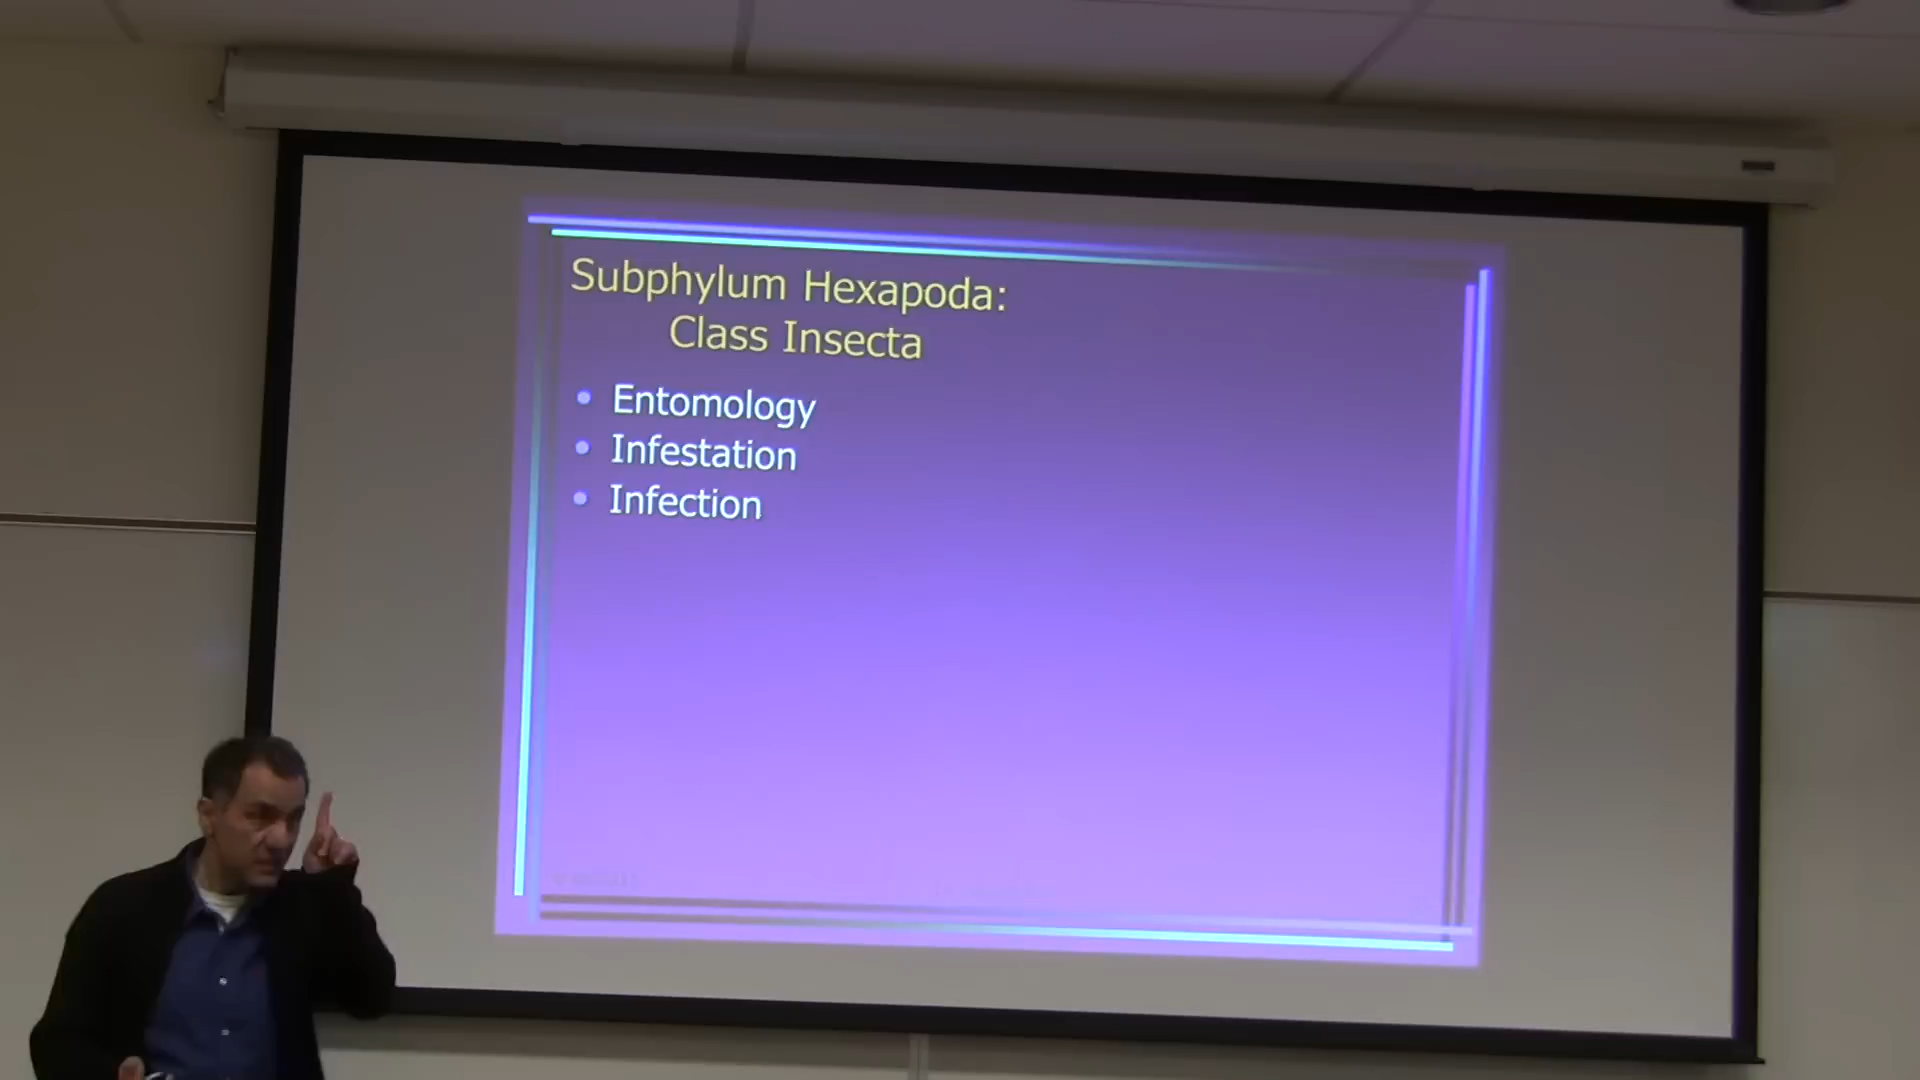 Subphylum Hexapoda:
Class Insecta
• Entomology
• Infestation
• Infection